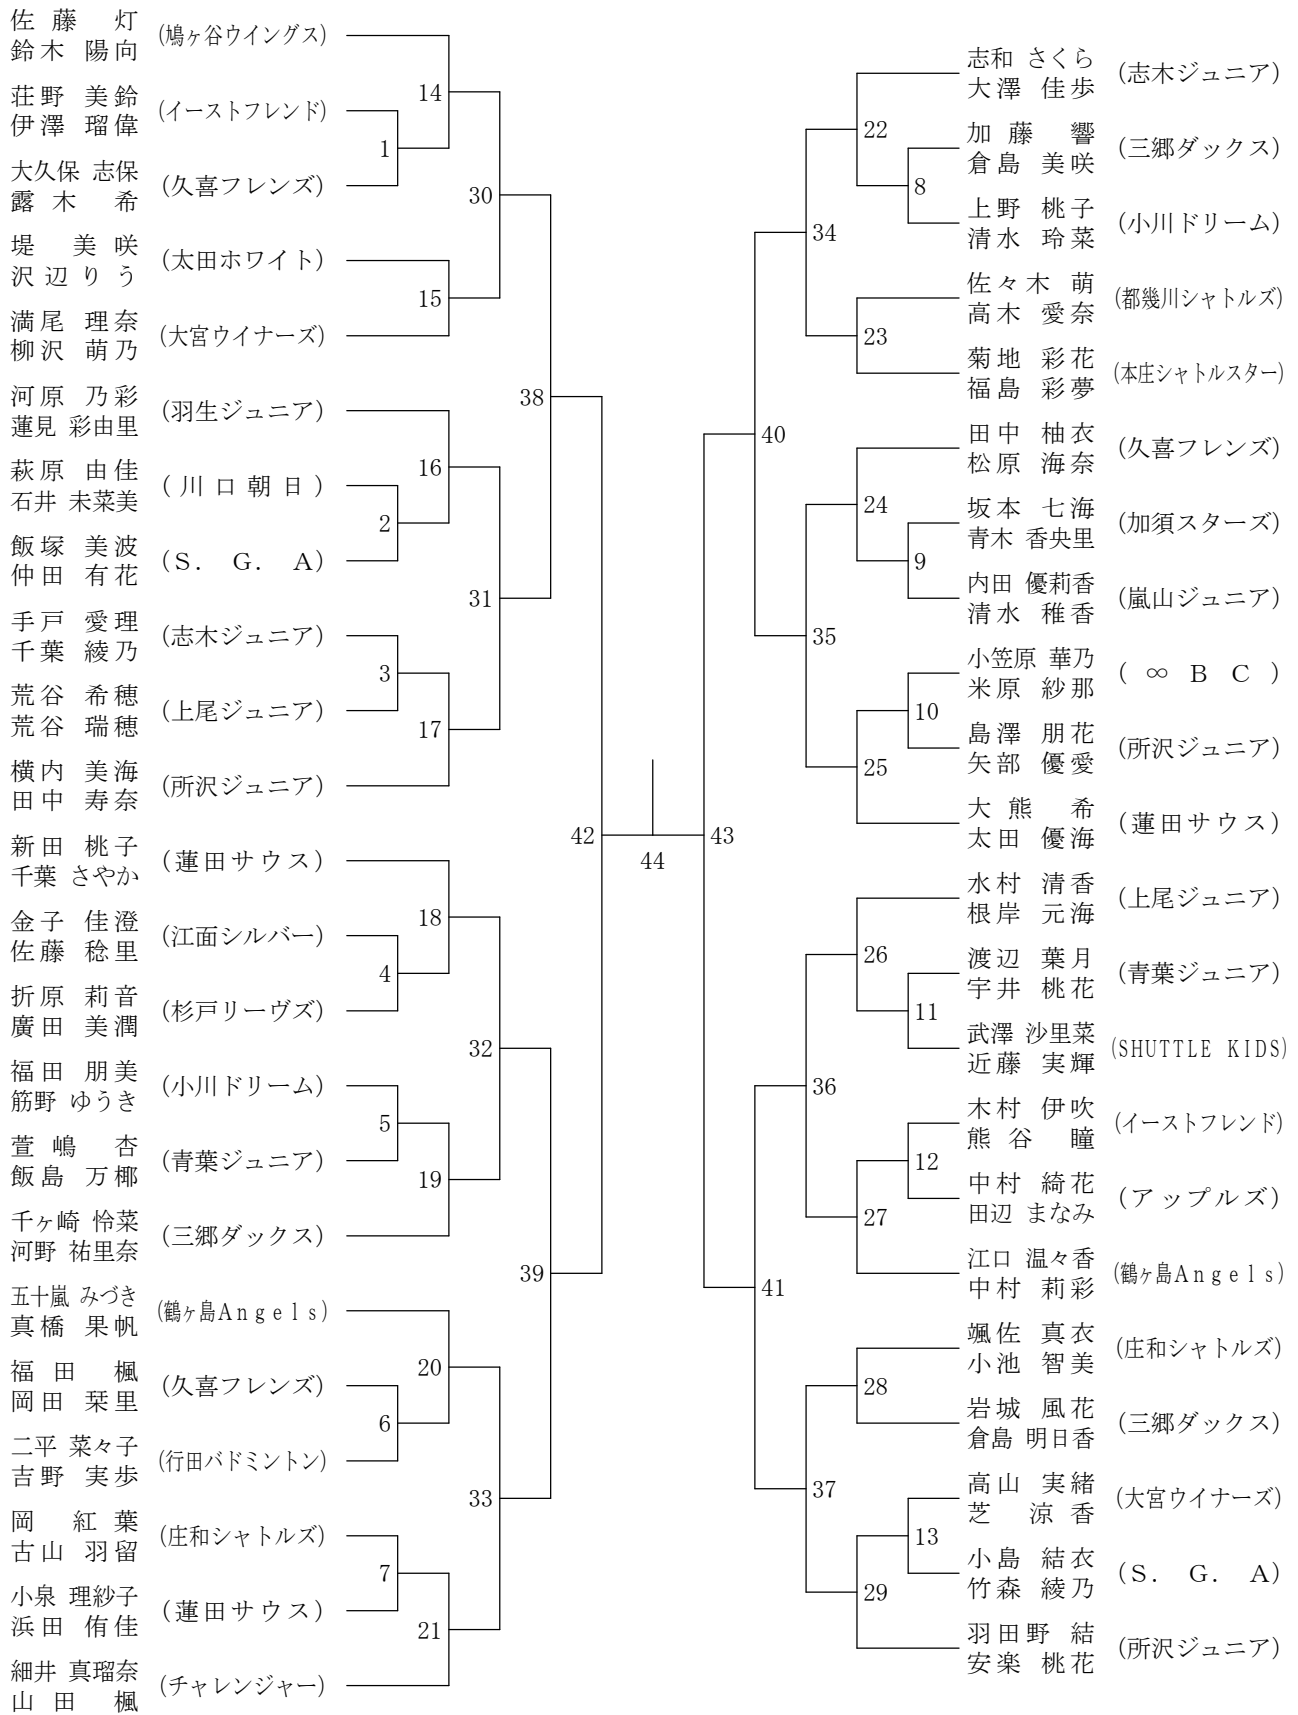 佐藤 灯
鈴木 陽向
(鳩ヶ谷ウイングス)
荘野 美鈴
伊澤 瑠偉
(イーストフレンド)
大久保 志保
露木 希
(久喜フレンズ)
堤 美咲
沢辺りう
(太田ホワイト)
満尾 理奈
柳沢 萌乃
(大宮ウイナーズ)
河原 乃彩
蓮見 彩由里
(羽生ジュニア)
萩原 由佳
石井 未菜美
(川口朝日)
飯塚 美波
仲田 有花
(S. G. A)
手戸 愛理
千葉 綾乃
(志木ジュニア)
荒谷 希穂
荒谷 瑞穂
(上尾ジュニア)
横内 美海
田中 寿奈
(所沢ジュニア)
新田 桃子
千葉 さやか
(蓮田サウス)
金子 佳澄
佐藤 稔里
(江面シルバー)
折原 莉音
廣田 美潤
(杉戸リーヴズ)
福田 朋美
筋野 ゆうき
(小川ドリーム)
萱嶋 杏
飯島 万椰
(青葉ジュニア)
千ヶ崎 怜菜
河野 祐里奈
(三郷ダックス)
五十嵐 みづき
真橋 果帆
(鶴ヶ島Angels)
福田 楓
岡田 栞里
(久喜フレンズ)
二平 菜々子
吉野 実歩
(行田バドミントン)
岡 紅葉
古山 羽留
(庄和シャトルズ)
小泉 理紗子
浜田 侑佳
(蓮田サウス)
細井 真瑠奈
山田 楓
(チャレンジャー)
1
2
3
4
5
6
7
14
15
16
17
18
19
20
21
30
31
32
33
38
39
42
44
43
40
41
34
35
36
37
22
23
24
25
26
27
28
29
8
9
10
11
12
13
志和 さくら
大澤 佳歩
(志木ジュニア)
加藤 響
倉島 美咲
(三郷ダックス)
上野 桃子
清水 玲菜
(小川ドリーム)
佐々木 萌
高木 愛奈
(都幾川シャトルズ)
菊地 彩花
福島 彩夢
(本庄シャトルスター)
田中 柚衣
松原 海奈
(久喜フレンズ)
坂本 七海
青木 香央里
(加須スターズ)
内田 優莉香
清水 稚香
(嵐山ジュニア)
小笠原 華乃
米原 紗那
(∞ B C)
島澤 朋花
矢部 優愛
(所沢ジュニア)
大熊 希
太田 優海
(蓮田サウス)
水村 清香
根岸 元海
(上尾ジュニア)
渡辺 葉月
宇井 桃花
(青葉ジュニア)
武澤 沙里菜
近藤 実輝
(SHUTTLE KIDS)
木村 伊吹
熊谷 瞳
(イーストフレンド)
中村 綺花
田辺 まなみ
(アップルズ)
江口 温々香
中村 莉彩
(鶴ヶ島Angels)
颯佐 真衣
小池 智美
(庄和シャトルズ)
岩城 風花
倉島 明日香
(三郷ダックス)
高山 実緒
芝 涼香
(大宮ウイナーズ)
小島 結衣
竹森 綾乃
(S. G. A)
羽田野 結
安楽 桃花
(所沢ジュニア)